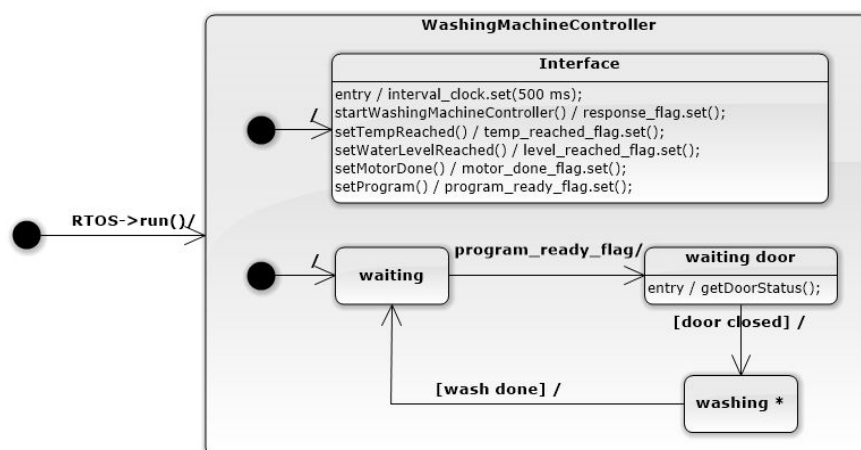 WashingMachineController
Interface
entry / interval_clock.set(500 ms);
startWashingMachineController() / response_flag.set();
setTempReached() / temp_reached_flag.set();
setWaterLevelReached() / level_reached_flag.set();
setMotorDone() / motor_done_flag.set();
setProgram() / program_ready_flag.set();
/
RTOS->run()/
/
waiting
program_ready_flag/
waiting door
entry / getDoorStatus();
[door closed] /
[wash done] /
washing *